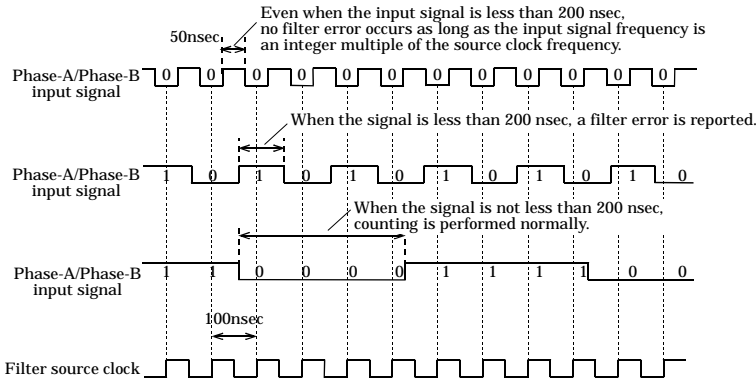 Even when the input signal is less than 200 nsec,
no filter error occurs as long as the input signal frequency is
an integer multiple of the source clock frequency.
50nsec
Phase-A/Phase-B
input signal
0 0 0 0 0 0 0 0 0 0 0 0
When the signal is less than 200 nsec, a filter error is reported.
Phase-A/Phase-B
input signal
1 0 1 0 1 0 1 0 1 0 1 0
When the signal is not less than 200 nsec,
counting is performed normally.
Phase-A/Phase-B
input signal
1 1 0 0 0 0 1 1 1 1 0 0
100nsec
Filter source clock